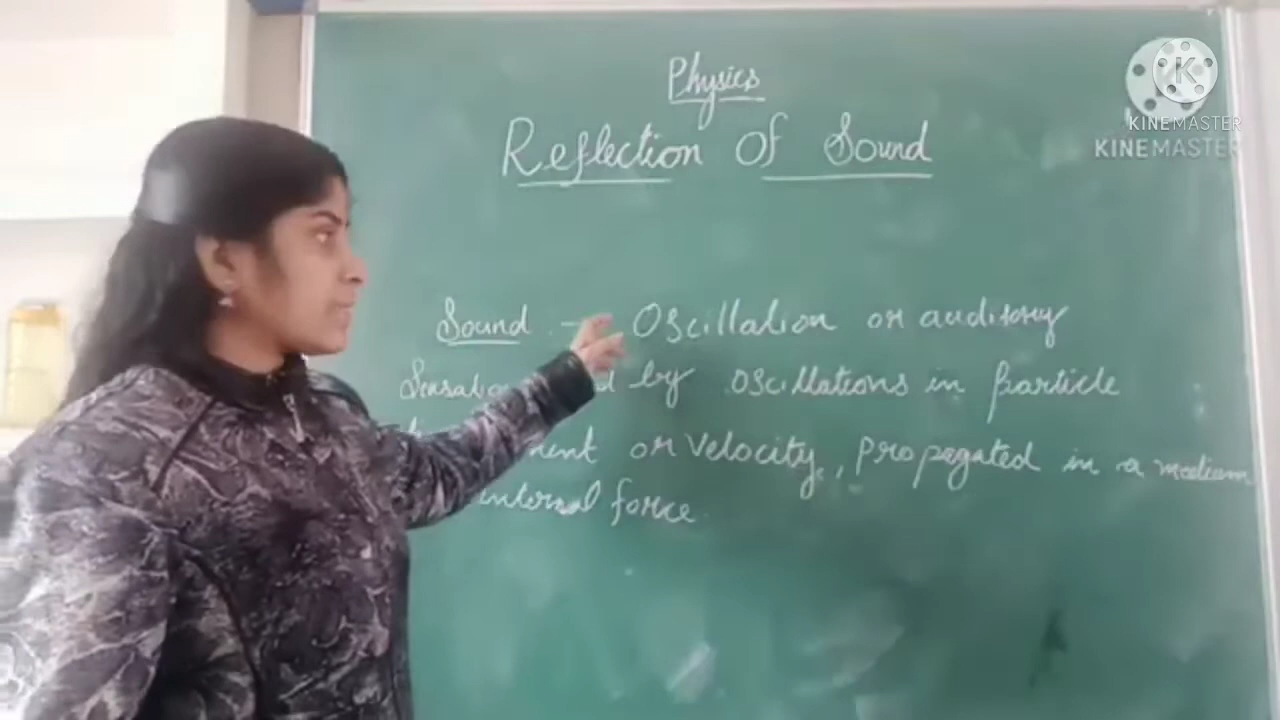 Physics
Reflection Of Sound
Sound - Oscillation or auditory
by oscillations in particle
or velocity, propagated in a medium
internal force.
K
KINEMASTER
KINEMASTER